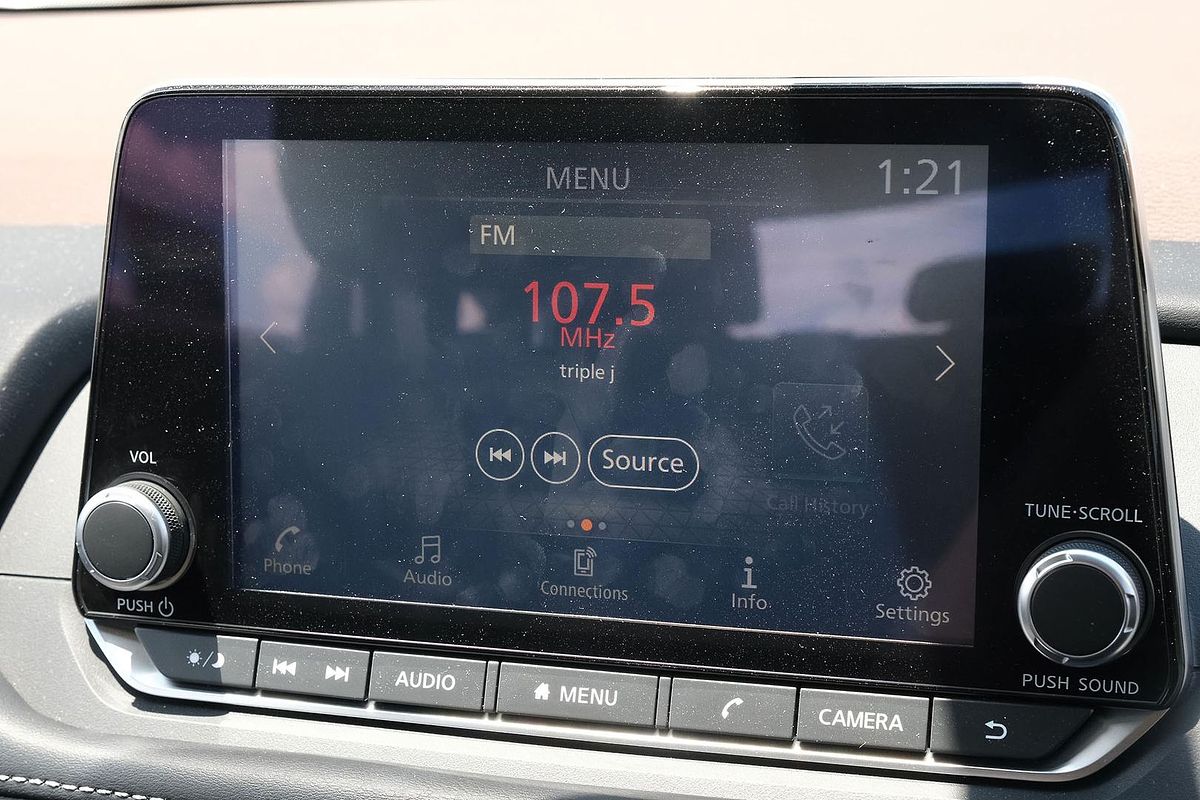 MENU
1:21
FM
107.5
MHz
triple j
Source
Call History
Phone
Audio
Connections
Info
Settings
VOL
PUSH
TUNE·SCROLL
PUSH SOUND
AUDIO
MENU
CAMERA